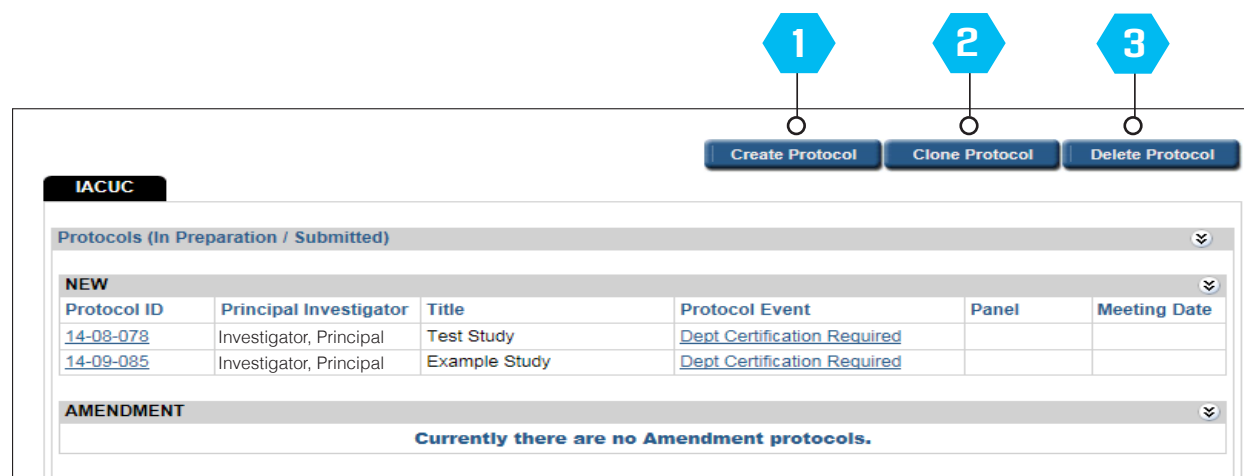 1 2 3
Create Protocol Clone Protocol Delete Protocol
IACUC
Protocols (In Preparation / Submitted)
NEW
Protocol ID Principal Investigator Title Protocol Event Panel Meeting Date
14-08-078 Investigator, Principal Test Study Dept Certification Required
14-09-085 Investigator, Principal Example Study Dept Certification Required
AMENDMENT
Currently there are no Amendment protocols.